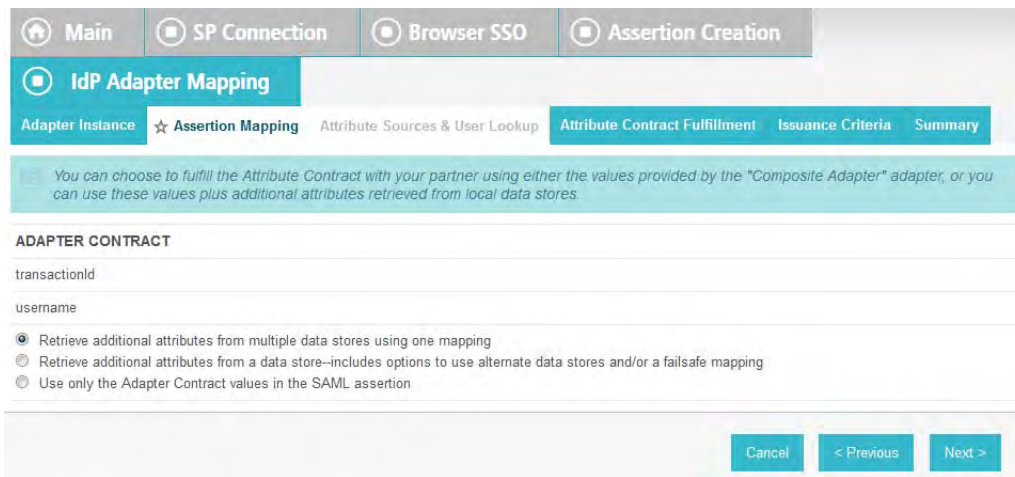 Main
SP Connection
Browser SSO
Assertion Creation
IdP Adapter Mapping
Adapter Instance
Assertion Mapping
Attribute Sources & User Lookup
Attribute Contract Fulfillment
Issuance Criteria
Summary
You can choose to fulfill the Attribute Contract with your partner using either the values provided by the "Composite Adapter" adapter, or you
can use these values plus additional attributes retrieved from local data stores.
ADAPTER CONTRACT
transactionId
username
Retrieve additional attributes from multiple data stores using one mapping
Retrieve additional attributes from a data store--includes options to use alternate data stores and/or a failsafe mapping
Use only the Adapter Contract values in the SAML assertion
Cancel
< Previous
Next >